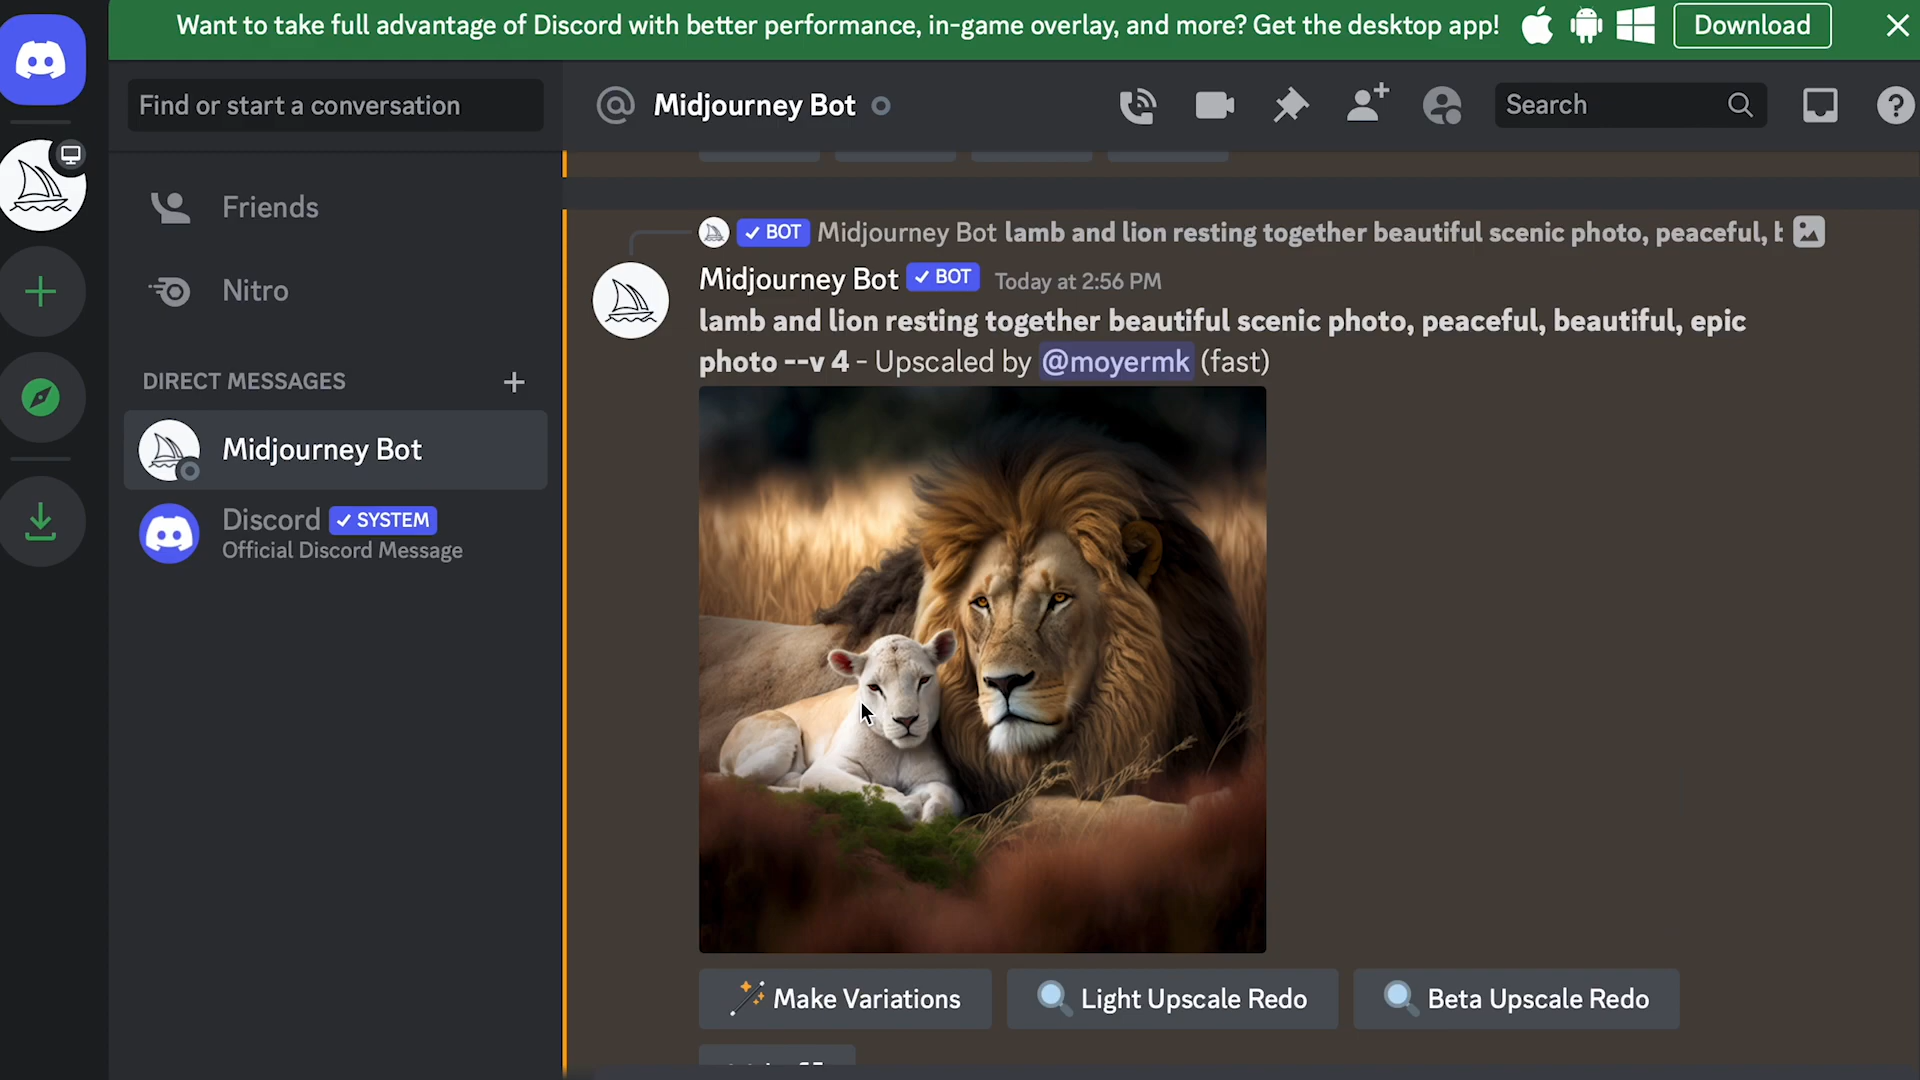 Want to take full advantage of Discord with better performance, in-game overlay, and more? Get the desktop app!
Download
Find or start a conversation
Midjourney Bot
Search
Friends
Nitro
DIRECT MESSAGES
Midjourney Bot
Discord
SYSTEM
Official Discord Message
BOT Midjourney Bot lamb and lion resting together beautiful scenic photo, peaceful,
Midjourney Bot BOT Today at 2:56 PM
lamb and lion resting together beautiful scenic photo, peaceful, beautiful, epic
photo --v 4 - Upscaled by @moyermk (fast)
Make Variations
Light Upscale Redo
Beta Upscale Redo